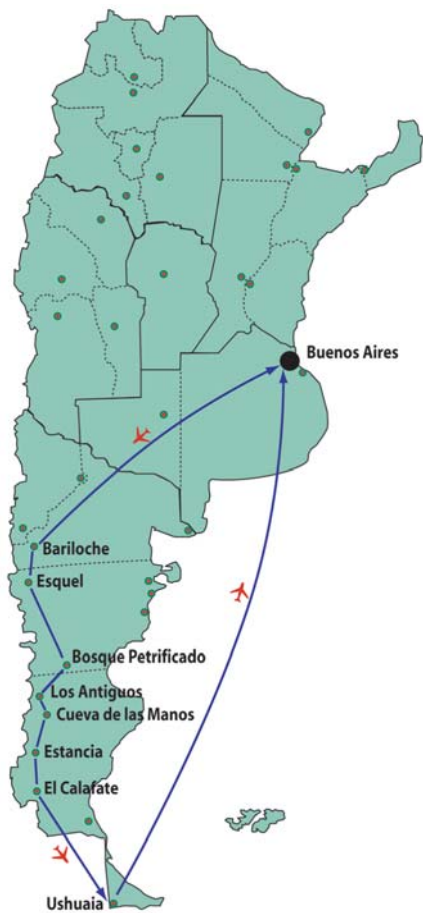 Buenos Aires
Bariloche
Esquel
Bosque Petrificado
Los Antiguos
Cueva de las Manos
Estancia
El Calafate
Ushuaia